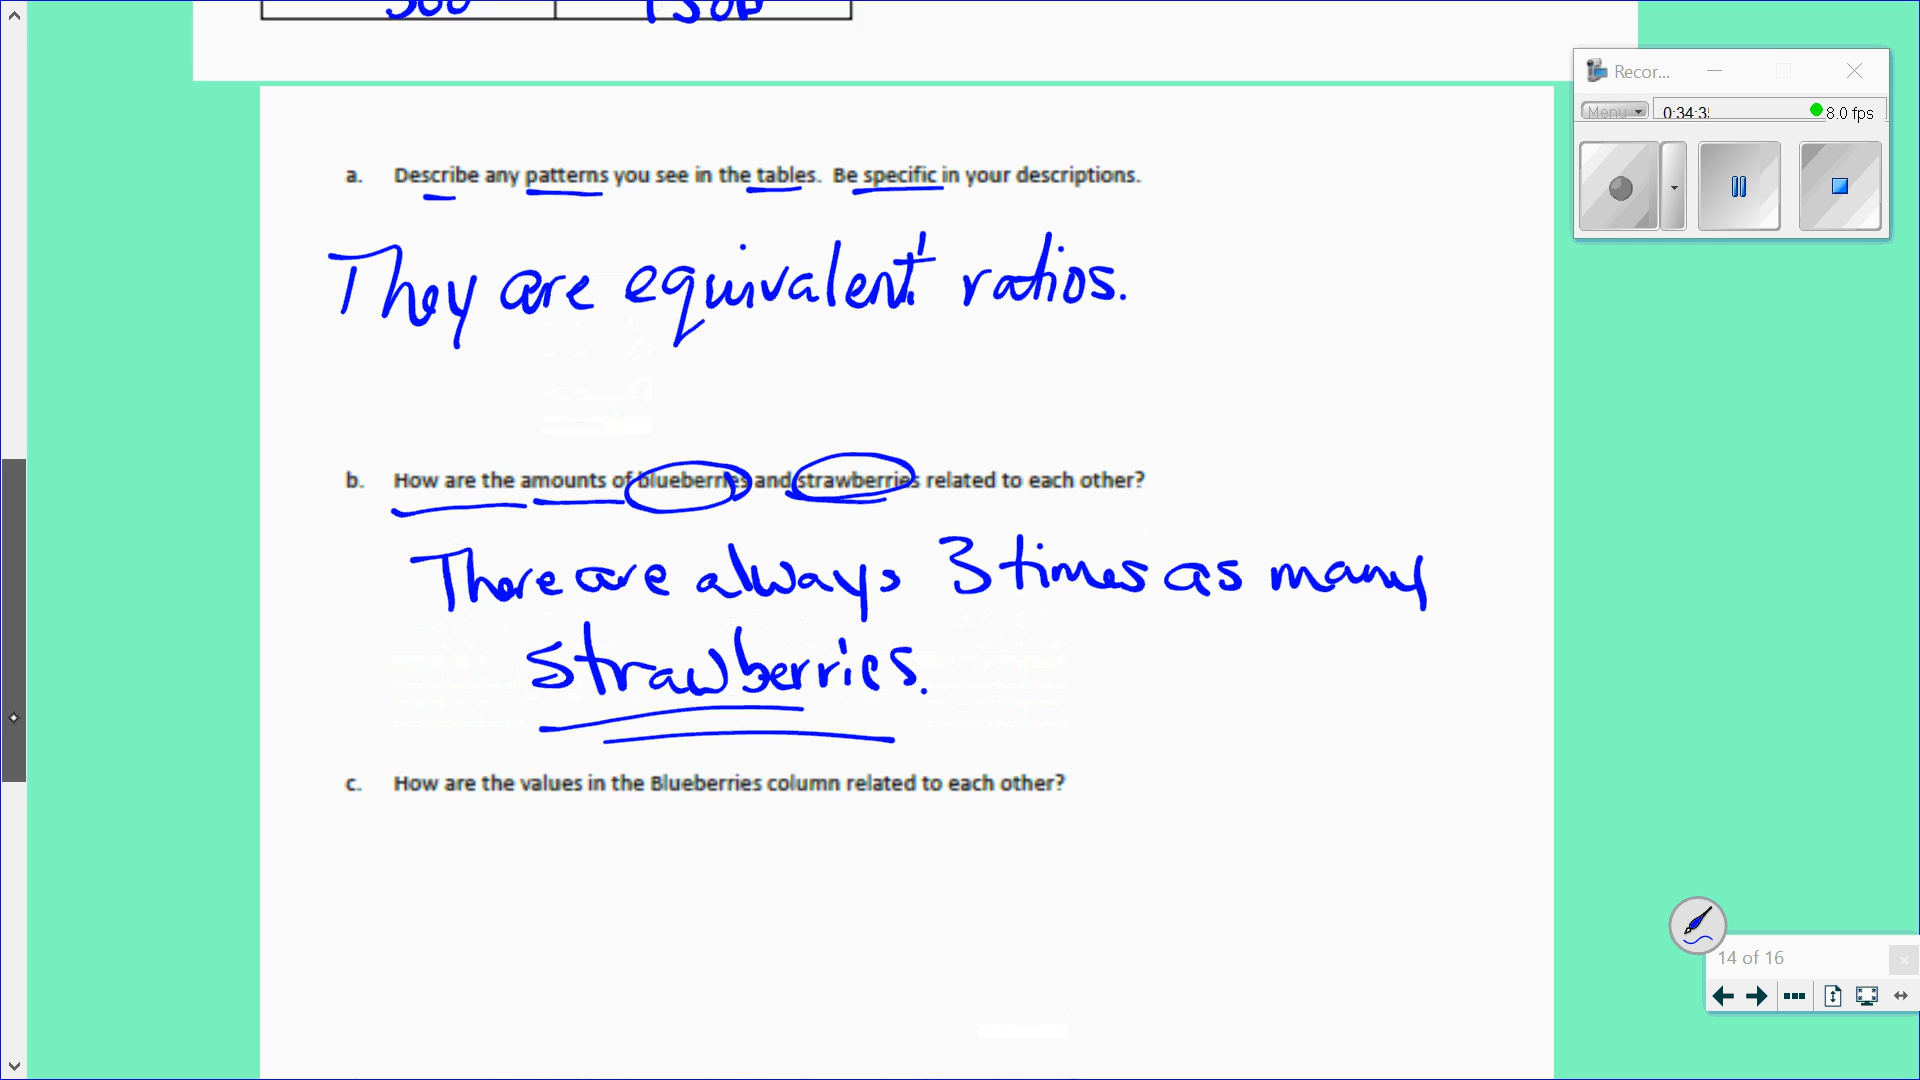 Recor...
Menu
8.0 fps
a. Describe any patterns you see in the tables. Be specific in your descriptions.
They are equivalent ratios.
b. How are the amounts of blueberries and strawberries related to each other?
There are always 3 times as many
strawberries.
c. How are the values in the Blueberries column related to each other?
14 of 16